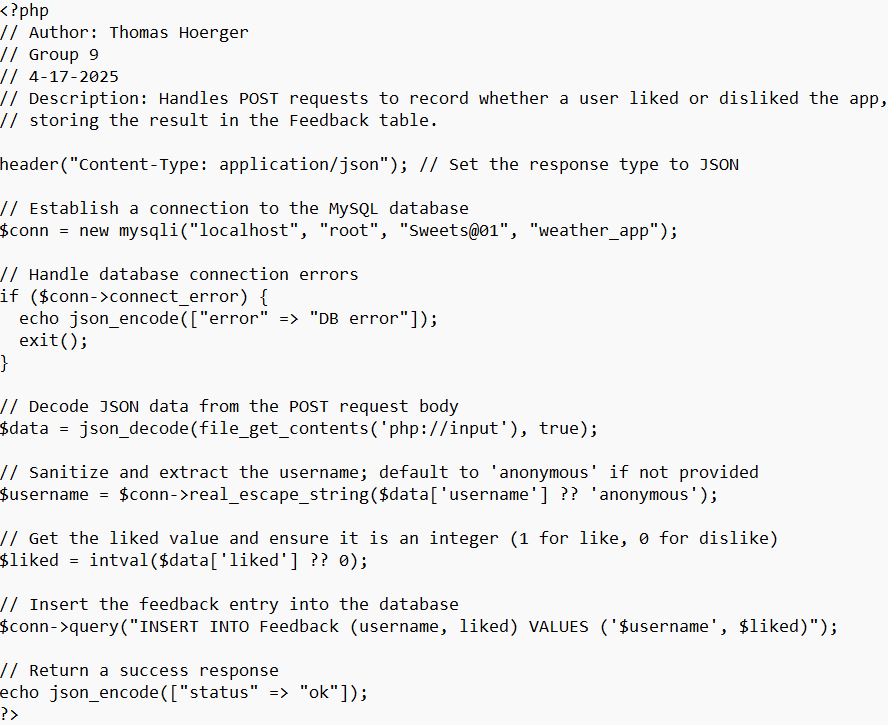 <?php
// Author: Thomas Hoerger
// Group 9
// 4-17-2025
// Description: Handles POST requests to record whether a user liked or disliked the app,
// storing the result in the Feedback table.

header("Content-Type: application/json"); // Set the response type to JSON

// Establish a connection to the MySQL database
$conn = new mysqli("localhost", "root", "Sweets@01", "weather_app");

// Handle database connection errors
if ($conn->connect_error) {
  echo json_encode(["error" => "DB error"]);
  exit();
}

// Decode JSON data from the POST request body
$data = json_decode(file_get_contents('php://input'), true);

// Sanitize and extract the username; default to 'anonymous' if not provided
$username = $conn->real_escape_string($data['username'] ?? 'anonymous');

// Get the liked value and ensure it is an integer (1 for like, 0 for dislike)
$liked = intval($data['liked'] ?? 0);

// Insert the feedback entry into the database
$conn->query("INSERT INTO Feedback (username, liked) VALUES ('$username', $liked)");

// Return a success response
echo json_encode(["status" => "ok"]);
?>